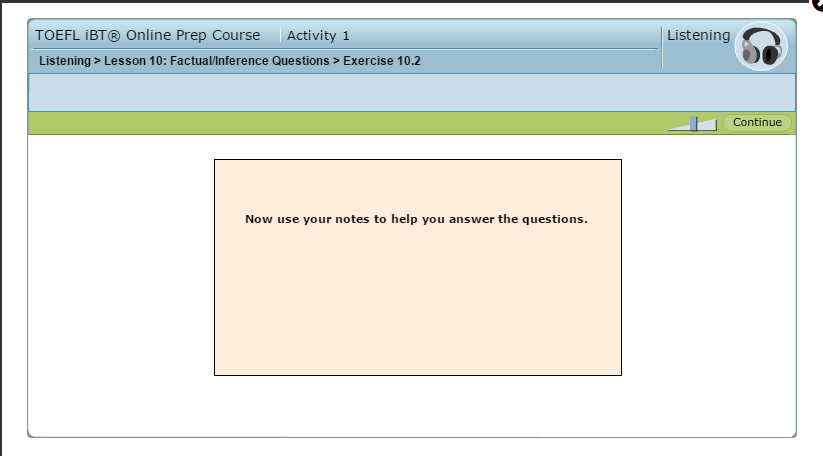 TOEFL iBT® Online Prep Course Activity 1 Listening
Listening > Lesson 10: Factual/Inference Questions > Exercise 10.2
Continue
Now use your notes to help you answer the questions.